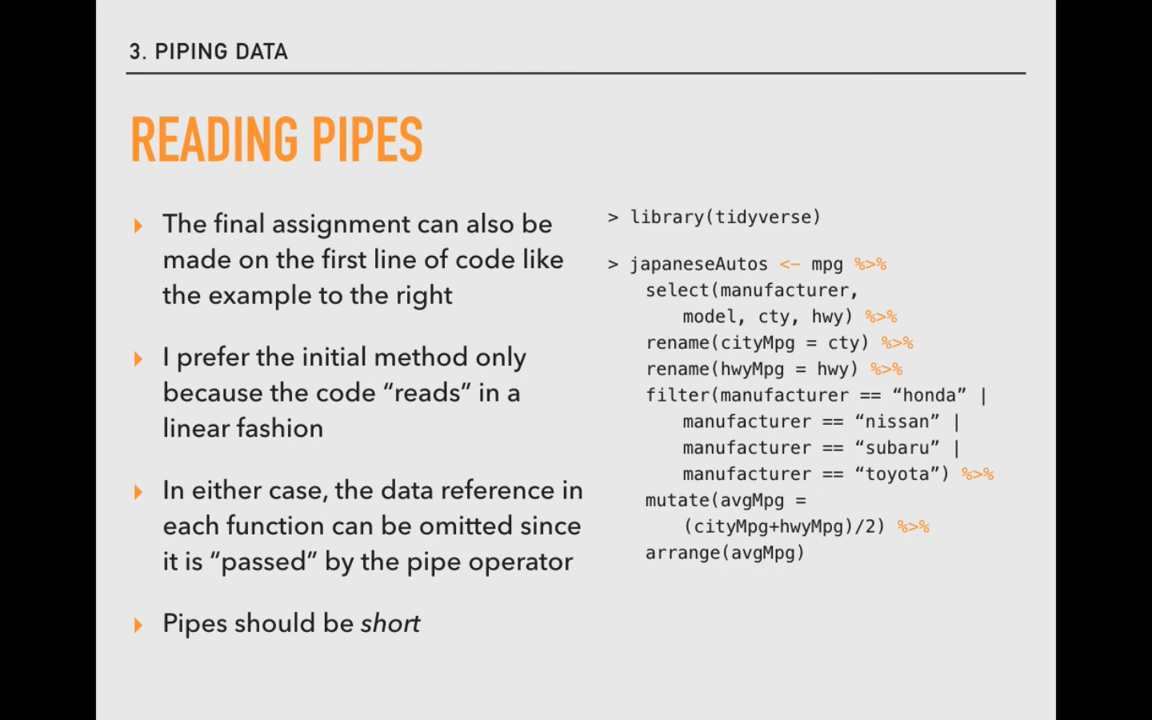 3. PIPING DATA
READING PIPES
The final assignment can also be
made on the first line of code like
the example to the right
I prefer the initial method only
because the code “reads” in a
linear fashion
In either case, the data reference in
each function can be omitted since
it is “passed” by the pipe operator
Pipes should be short
> library(tidyverse)
> japaneseAutos <- mpg %>%
select(manufacturer,
model, cty, hwy) %>%
rename(cityMpg = cty) %>%
rename(hwyMpg = hwy) %>%
filter(manufacturer == “honda” |
manufacturer == “nissan” |
manufacturer == “subaru” |
manufacturer == “toyota”) %>%
mutate(avgMpg =
(cityMpg+hwyMpg)/2) %>%
arrange(avgMpg)